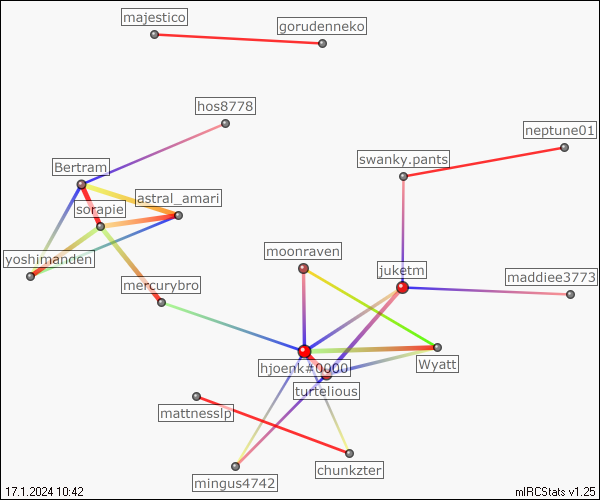 majestico
gorudenneko
hos8778
neptune01
swanky.pants
Bertram
astral_amari
sorapie
moonraven
yoshimanden
juketm
maddiee3773
mercurybro
Wyatt
hjoenk#0000
turtelious
mattnesslp
chunkzter
mingus4742
17.1.2024 10:42
mIRCStats v1.25